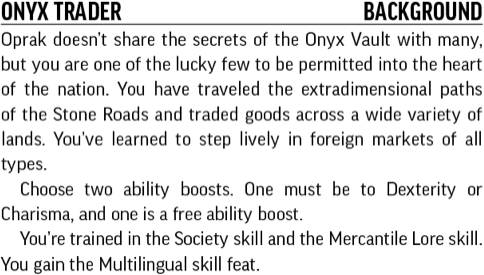 ONYX TRADER BACKGROUND
Oprak doesn't share the secrets of the Onyx Vault with many,
but you are one of the lucky few to be permitted into the heart
of the nation. You have traveled the extradimensional paths
of the Stone Roads and traded goods across a wide variety of
lands. You've learned to step lively in foreign markets of all
types.
Choose two ability boosts. One must be to Dexterity or
Charisma, and one is a free ability boost.
You're trained in the Society skill and the Mercantile Lore skill.
You gain the Multilingual skill feat.